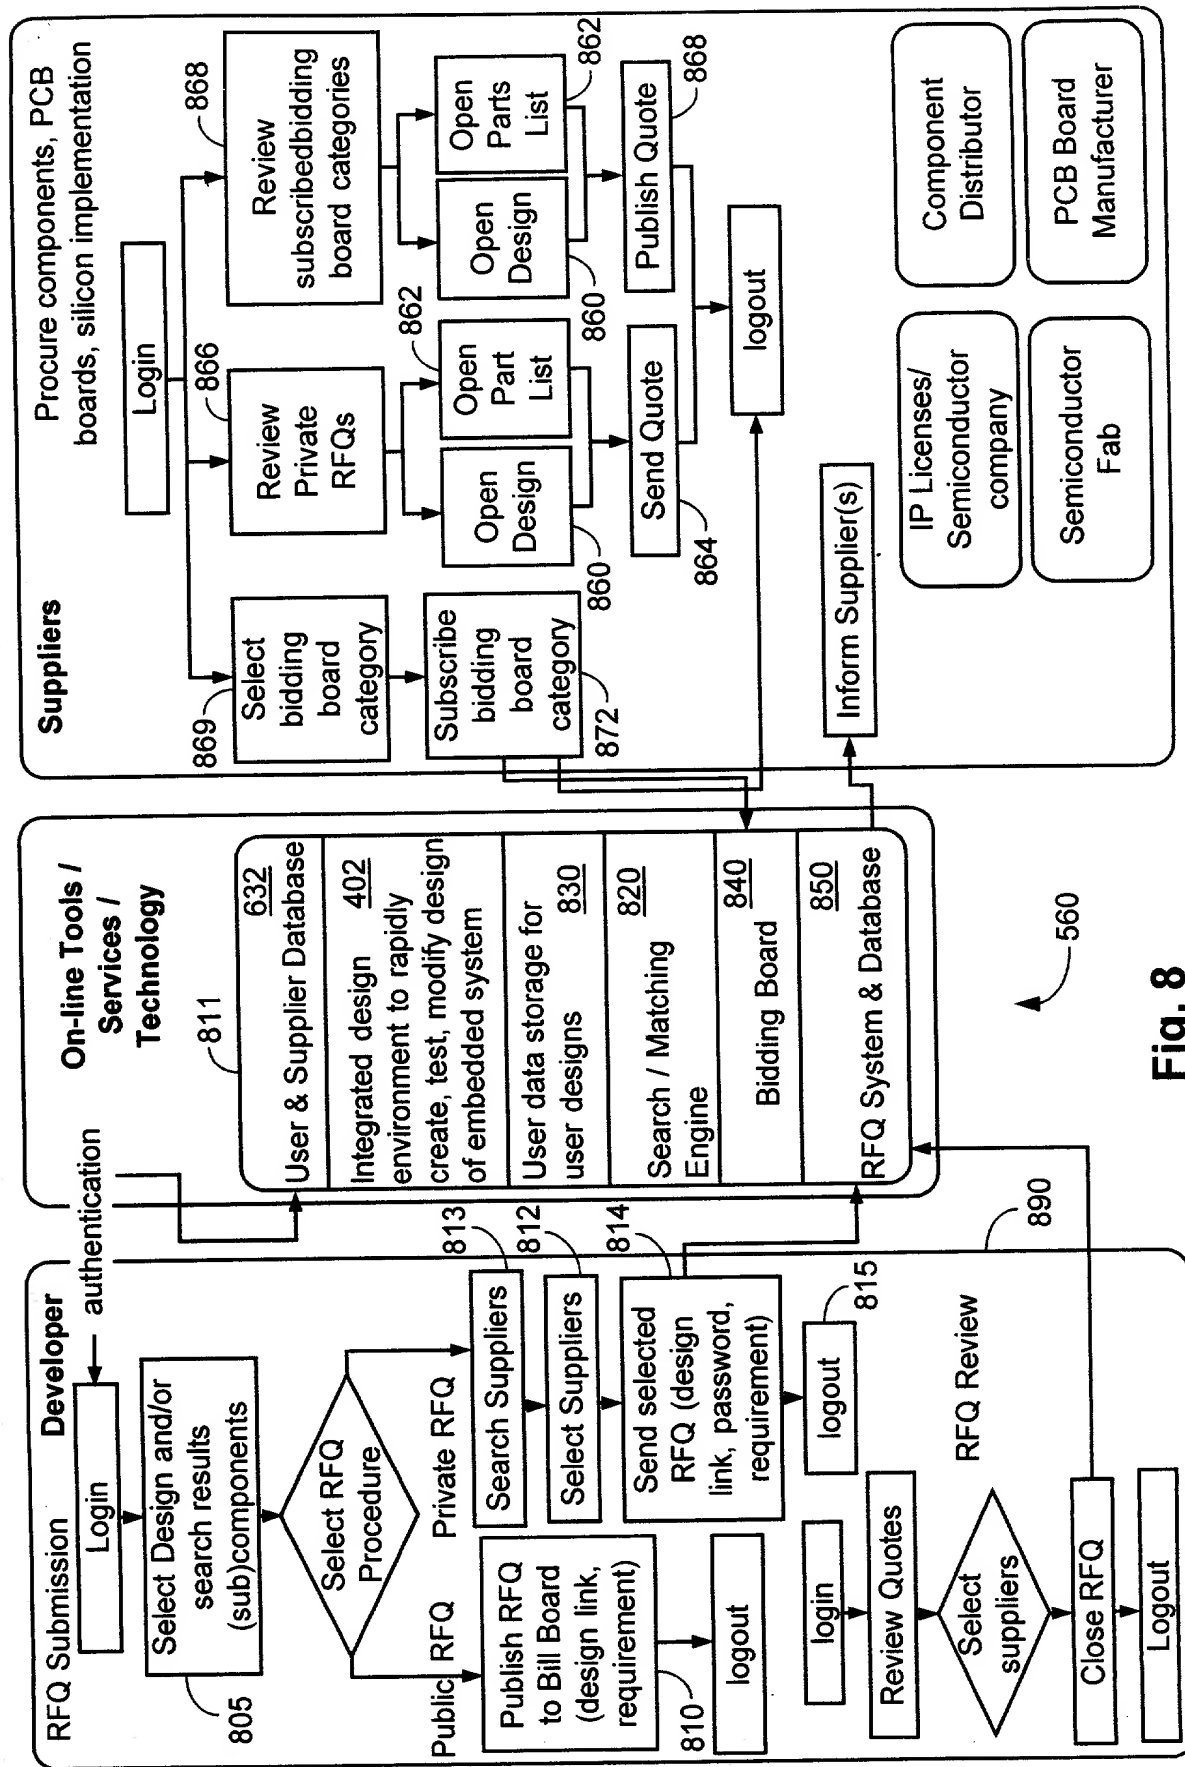 RFQ Submission
Developer
authentication
Login
Select Design and/or
search results
(sub)components
805
Select RFQ
Procedure
Public RFQ
Private RFQ
Publish RFQ
to Bill Board
(design link,
requirement)
810
logout
Search Suppliers
813
Select Suppliers
812
Send selected
RFQ (design
link, password,
requirement)
814
logout
815
RFQ Review
login
Review Quotes
Select
suppliers
Close RFQ
Logout
890
On-line Tools /
Services /
Technology
811
632
User & Supplier Database
Integrated design 402
environment to rapidly
create, test, modify design
of embedded system
User data storage for 830
user designs
Search / Matching 820
Engine
840
Bidding Board
850
RFQ System & Database
560
Suppliers
Procure components, PCB
boards, silicon implementation
Login
869
Select
bidding
board
category
Subscribe
bidding
board
category
872
866
Review
Private
RFQs
Open
Design
860
Open
Part
List
862
Send Quote
864
868
Review
subscribedbidding
board categories
Open
Design
860
Open
Parts
List
862
Publish Quote
868
logout
Inform Supplier(s)
IP Licenses/
Semiconductor
company
Component
Distributor
Semiconductor
Fab
PCB Board
Manufacturer
Fig. 8